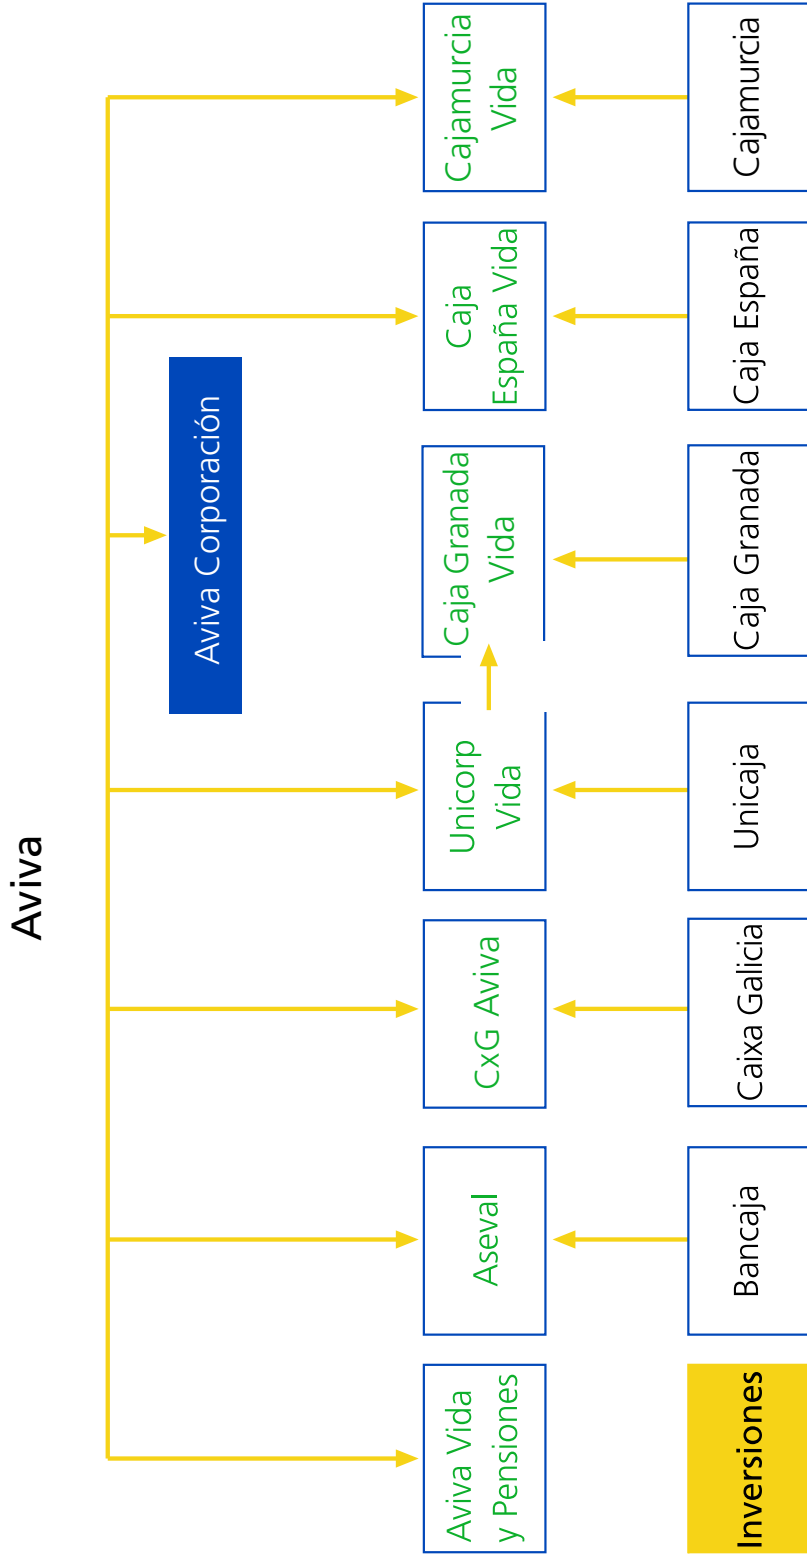 Aviva
Aviva Corporación
Aviva Vida
y Pensiones
Aseval
CxG Aviva
Unicorp
Vida
Caja Granada
Vida
Caja
España Vida
Cajamurcia
Vida
Inversiones
Bancaja
Caixa Galicia
Unicaja
Caja Granada
Caja España
Cajamurcia